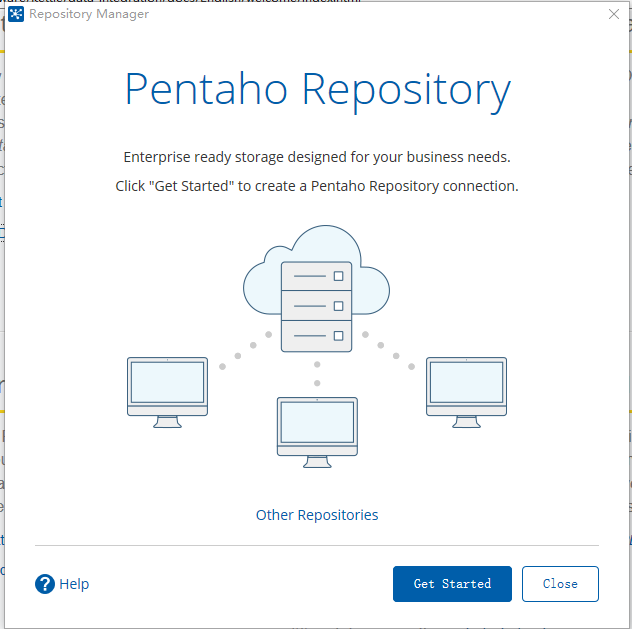 Repository Manager
Pentaho Repository
Enterprise ready storage designed for your business needs.
Click "Get Started" to create a Pentaho Repository connection.
Other Repositories
? Help
Get Started
Close